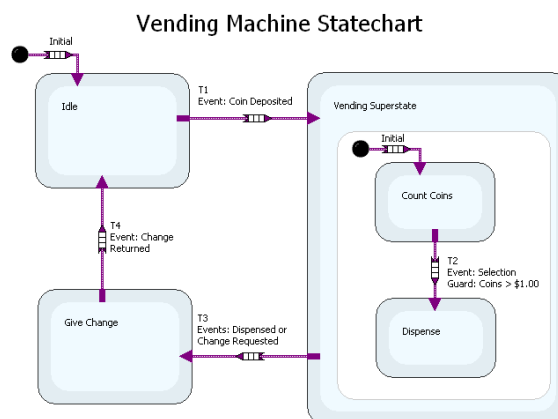 Vending Machine Statechart
Initial
Idle
T1
Event: Coin Deposited
Vending Superstate
Initial
Count Coins
T4
Event: Change
Returned
T2
Event: Selection
Guard: Coins > $1.00
Give Change
T3
Events: Dispensed or
Change Requested
Dispense